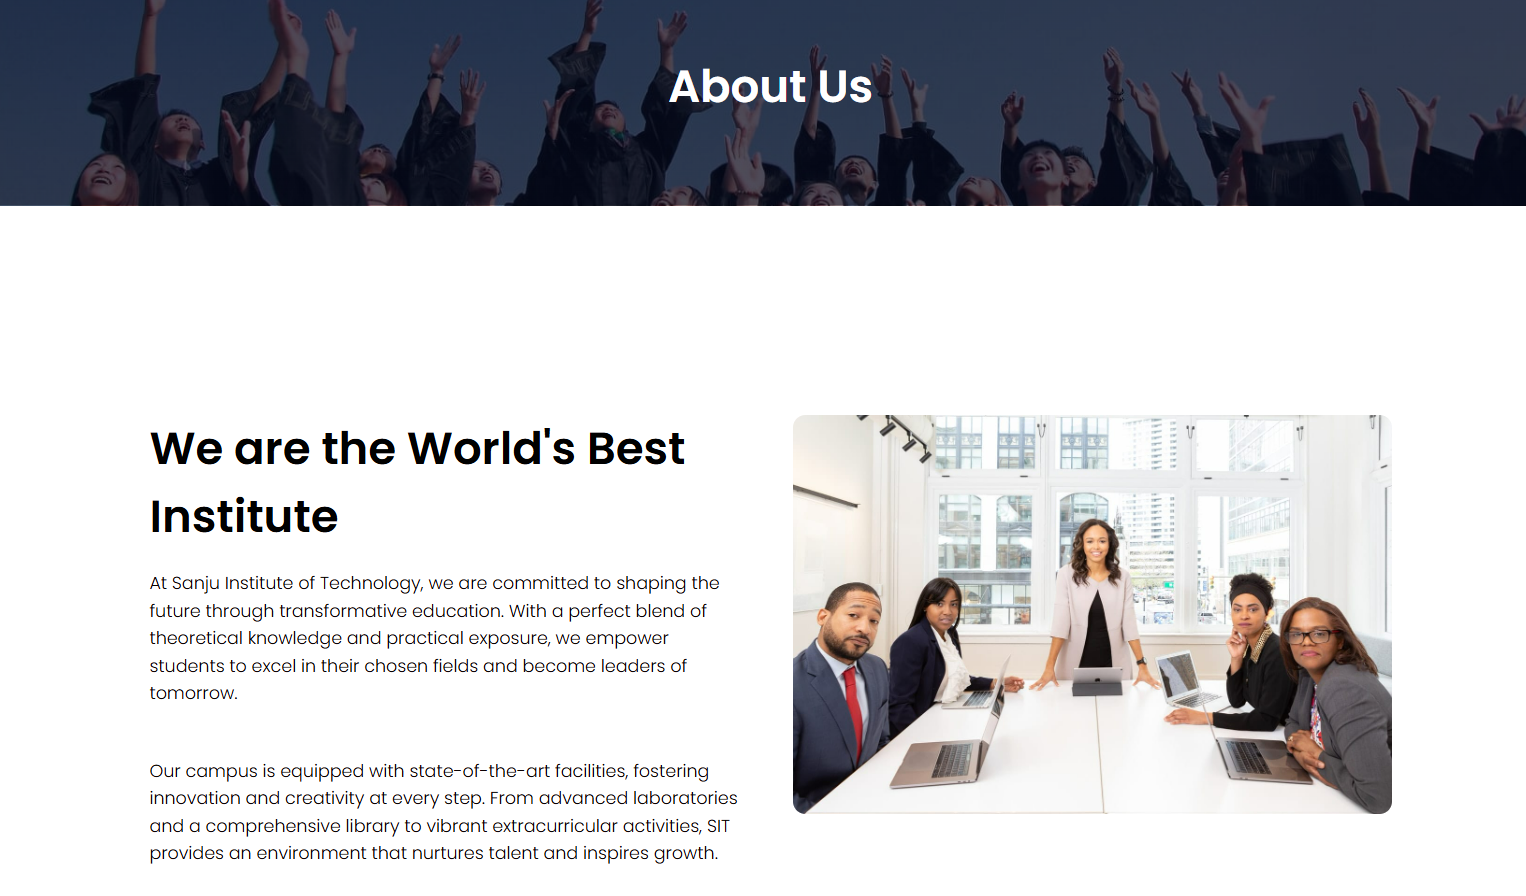 About Us
We are the World's Best
Institute
At Sanju Institute of Technology, we are committed to shaping the
future through transformative education. With a perfect blend of
theoretical knowledge and practical exposure, we empower
students to excel in their chosen fields and become leaders of
tomorrow.
Our campus is equipped with state-of-the-art facilities, fostering
innovation and creativity at every step. From advanced laboratories
and a comprehensive library to vibrant extracurricular activities, SIT
provides an environment that nurtures talent and inspires growth.